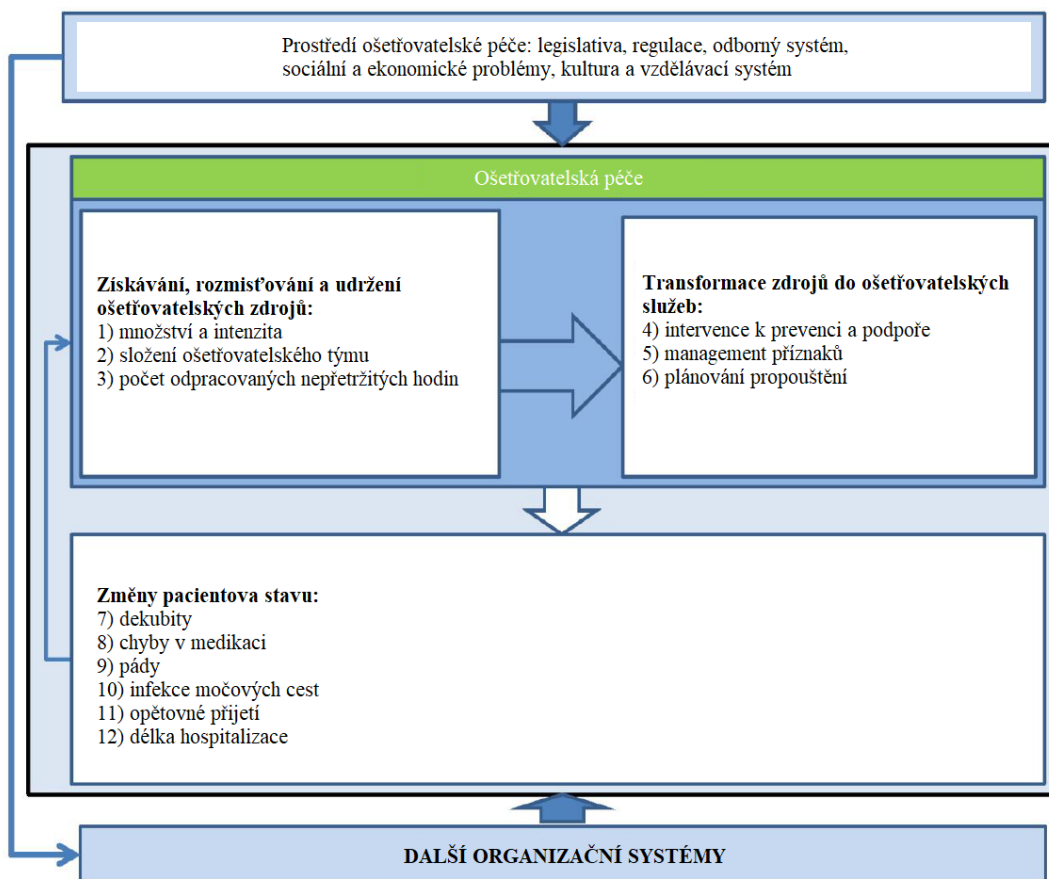 Prostředí ošetřovatelské péče: legislativa, regulace, odborný systém,
sociální a ekonomické problémy, kultura a vzdělávací systém
Ošetřovatelská péče
Získávání, rozmisťování a udržení
ošetřovatelských zdrojů:
1) množství a intenzita
2) složení ošetřovatelského týmu
3) počet odpracovaných nepřetržitých hodin
Transformace zdrojů do ošetřovatelských
služeb:
4) intervence k prevenci a podpoře
5) management příznaků
6) plánování propouštění
Změny pacientova stavu:
7) dekubity
8) chyby v medikaci
9) pády
10) infekce močových cest
11) opětovné přijetí
12) délka hospitalizace
DALŠÍ ORGANIZAČNÍ SYSTÉMY